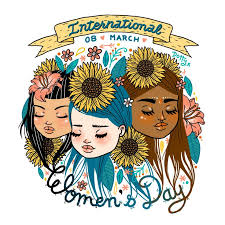 International
08 MARCH
Women's Day